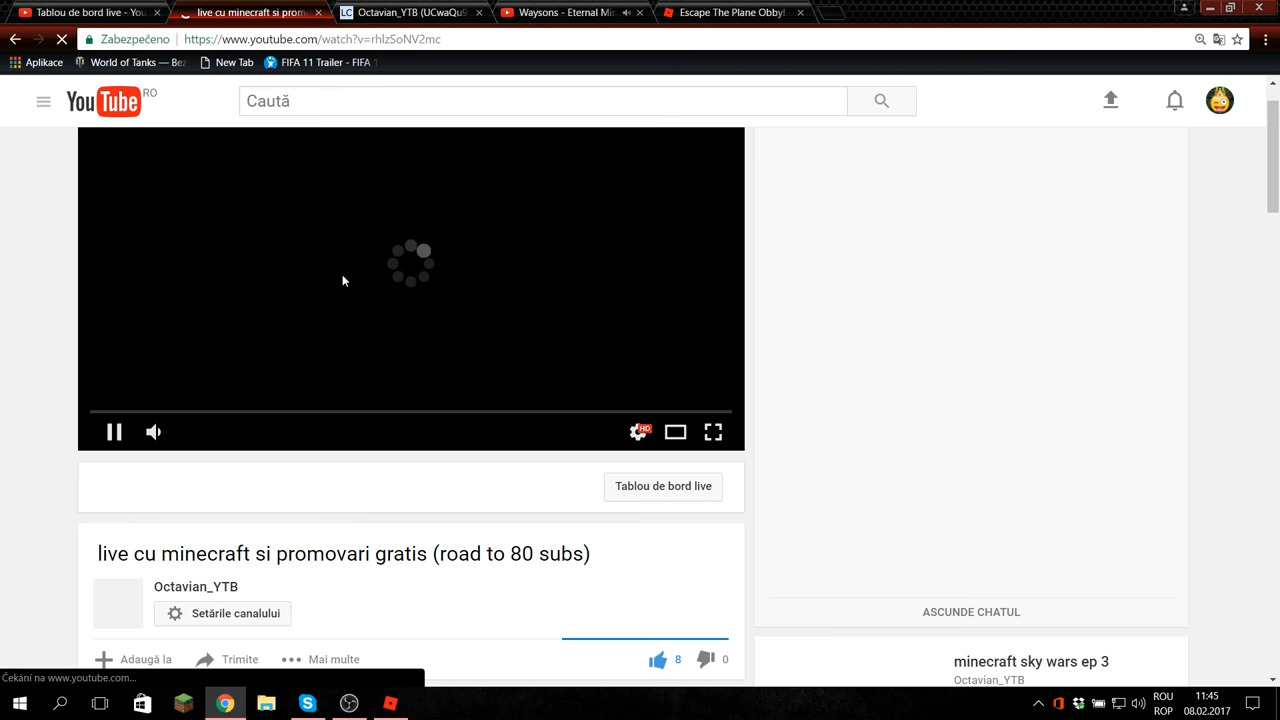 Tablou de bord live - You
live cu minecraft si prom
Octavian_YTB (UCwaQu9
Waysons - Eternal Mi
Escape The Plane Obby!
Zabezpečeno
https://www.youtube.com/watch?v=rhlzSoNV2mc
Aplikace
World of Tanks — Bez
New Tab
FIFA 11 Trailer - FIFA 1
YouTube RO
Caută
HD
Tablou de bord live
live cu minecraft si promovari gratis (road to 80 subs)
Octavian_YTB
Setările canalului
ASCUNDE CHATUL
Adaugă la
Trimite
Mai multe
8
0
minecraft sky wars ep 3
Octavian_YTB
Čekání na www.youtube.com...
ROU
ROP
11:45
08.02.2017